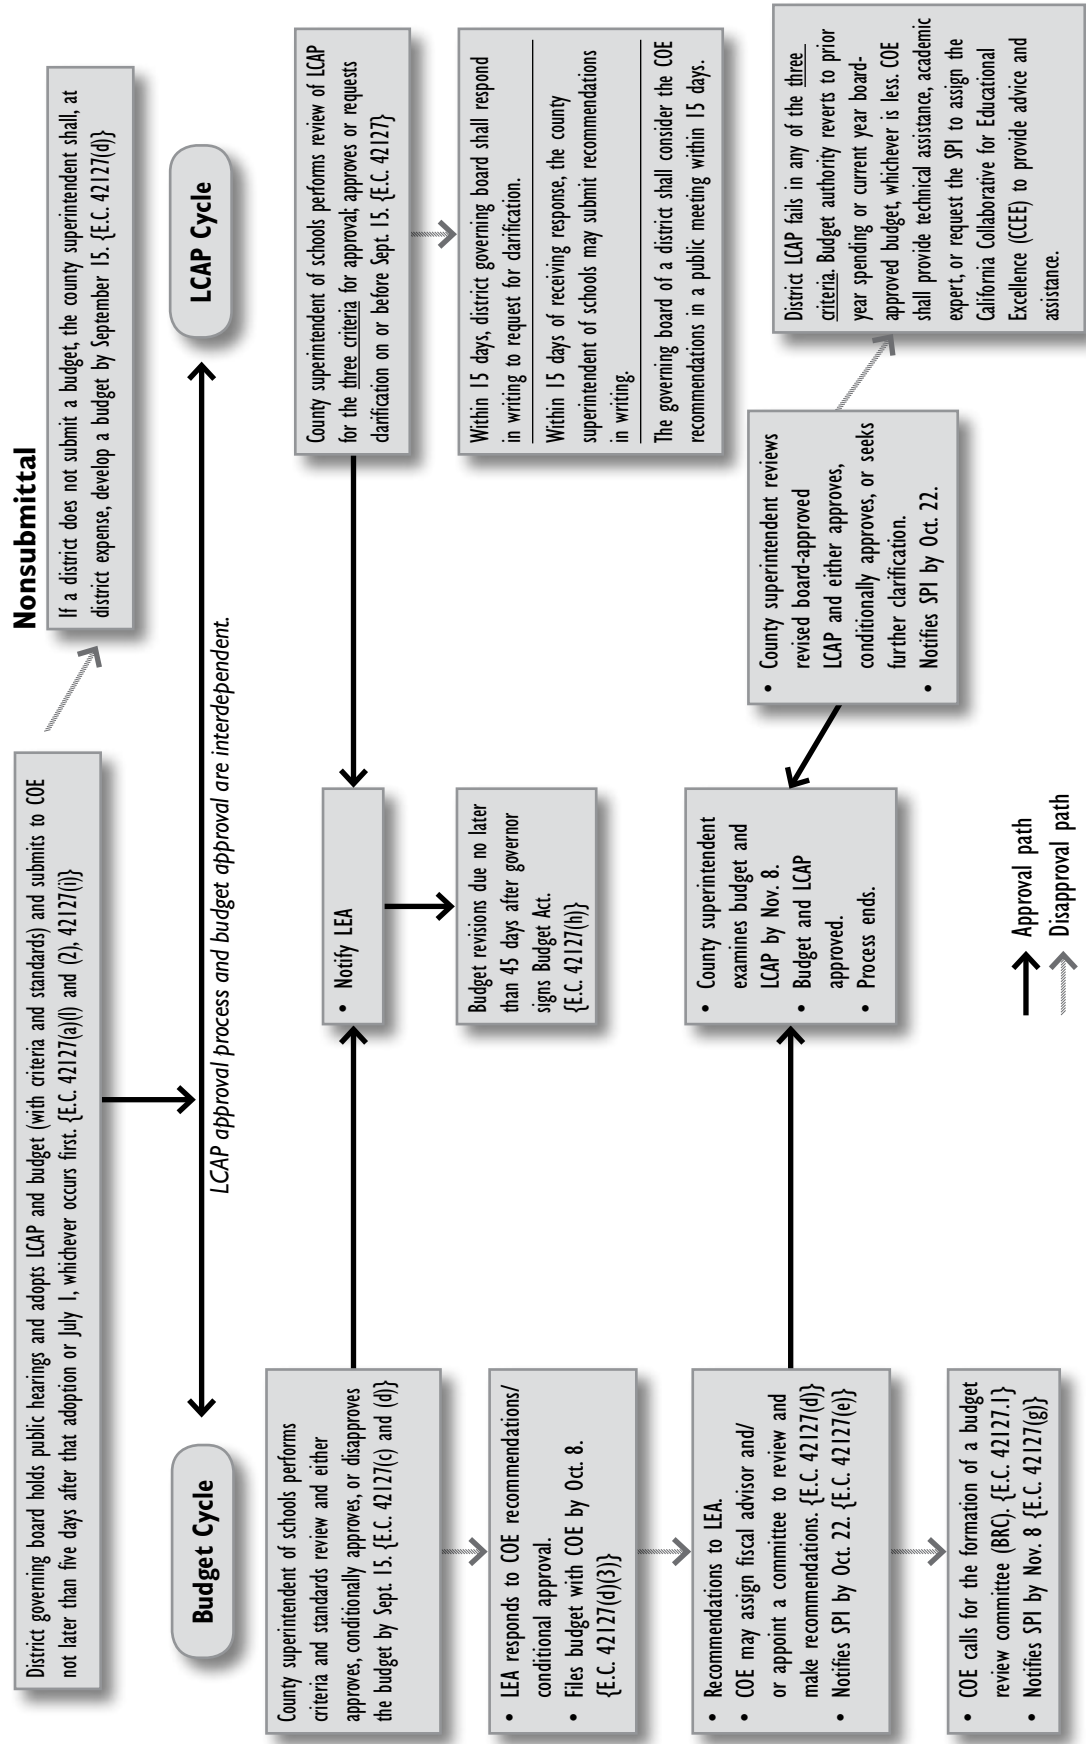 District governing board holds public hearings and adopts LCAP and budget (with criteria and standards) and submits to COE
not later than five days after that adoption or July 1, whichever occurs first. {E.C. 42127(a)(l) and (2), 42127(i)}
Nonsubmittal
If a district does not submit a budget, the county superintendent shall, at
district expense, develop a budget by September 15. {E.C. 42127(d)}
Budget Cycle
LCAP Cycle
LCAP approval process and budget approval are interdependent.
County superintendent of schools performs
criteria and standards review and either
approves, conditionally approves, or disapproves
the budget by Sept. 15. {E.C. 42127(c) and (d)}
• LEA responds to COE recommendations/
conditional approval.
• Files budget with COE by Oct. 8.
{E.C. 42127(d)(3)}
• Recommendations to LEA.
• COE may assign fiscal advisor and/
or appoint a committee to review and
make recommendations. {E.C. 42127(d)}
• Notifies SPI by Oct. 22. {E.C. 42127(e)}
• COE calls for the formation of a budget
review committee (BRC). {E.C. 42127.1}
• Notifies SPI by Nov. 8 {E.C. 42127(g)}
• Notify LEA
Budget revisions due no later
than 45 days after governor
signs Budget Act.
{E.C. 42127(h)}
• County superintendent
examines budget and
LCAP by Nov. 8.
• Budget and LCAP
approved.
• Process ends.
County superintendent of schools performs review of LCAP
for the three criteria for approval; approves or requests
clarification on or before Sept. 15. {E.C. 42127}
Within 15 days, district governing board shall respond
in writing to request for clarification.
Within 15 days of receiving response, the county
superintendent of schools may submit recommendations
in writing.
The governing board of a district shall consider the COE
recommendations in a public meeting within 15 days.
• County superintendent reviews
revised board-approved
LCAP and either approves,
conditionally approves, or seeks
further clarification.
• Notifies SPI by Oct. 22.
District LCAP fails in any of the three
criteria. Budget authority reverts to prior
year spending or current year board-
approved budget, whichever is less. COE
shall provide technical assistance, academic
expert, or request the SPI to assign the
California Collaborative for Educational
Excellence (CCEE) to provide advice and
assistance.
Approval path
Disapproval path